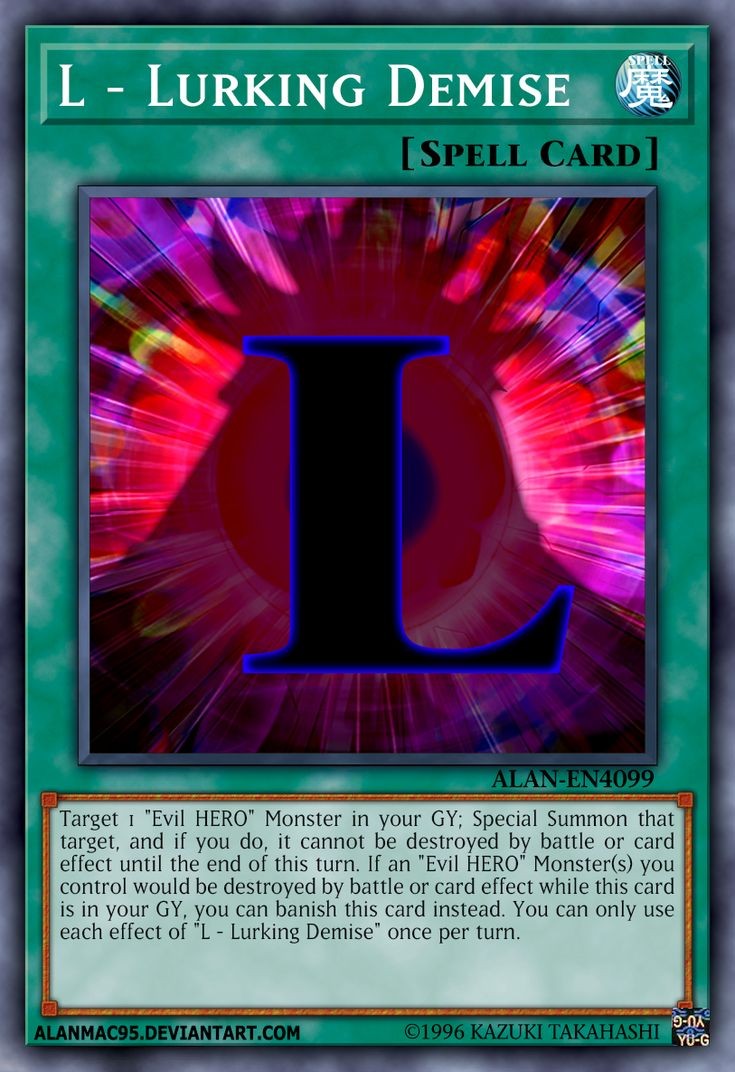 L - Lurking Demise
SPELL
魔
[Spell Card]
L
ALAN-EN4099
Target 1 "Evil HERO" Monster in your GY; Special Summon that
target, and if you do, it cannot be destroyed by battle or card
effect until the end of this turn. If an "Evil HERO" Monster(s) you
control would be destroyed by battle or card effect while this card
is in your GY, you can banish this card instead. You can only use
each effect of "L - Lurking Demise" once per turn.
ALANMAC95.DEVIANTART.COM
©1996 KAZUKI TAKAHASHI
YU-G
YU-G